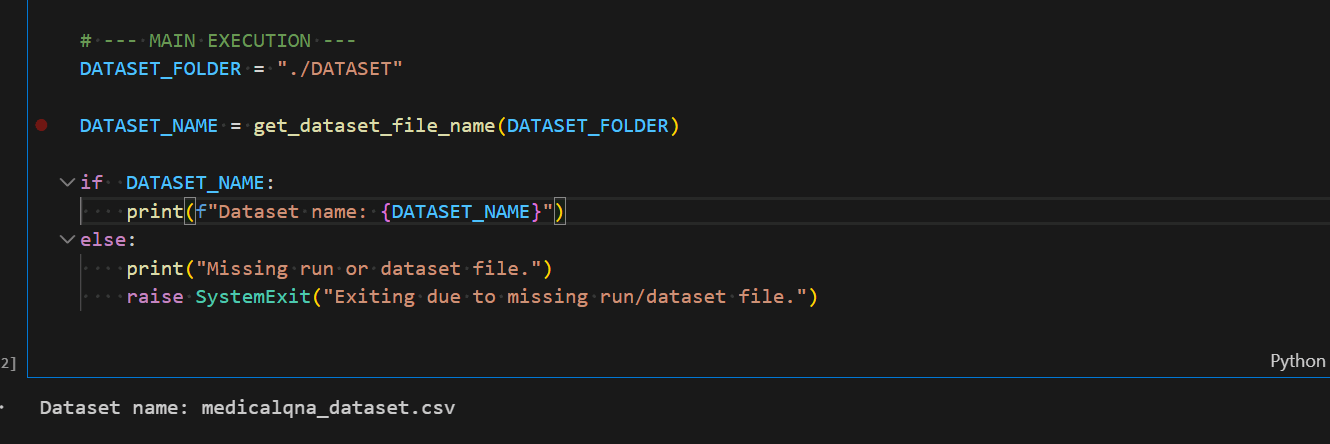 # --- MAIN EXECUTION ---
DATASET_FOLDER = "./DATASET"
DATASET_NAME = get_dataset_file_name(DATASET_FOLDER)
if  DATASET_NAME:
    print(f"Dataset name: {DATASET_NAME}")
else:
    print("Missing run or dataset file.")
    raise SystemExit("Exiting due to missing run/dataset file.")
2]
Python
Dataset name: medicalqna_dataset.csv